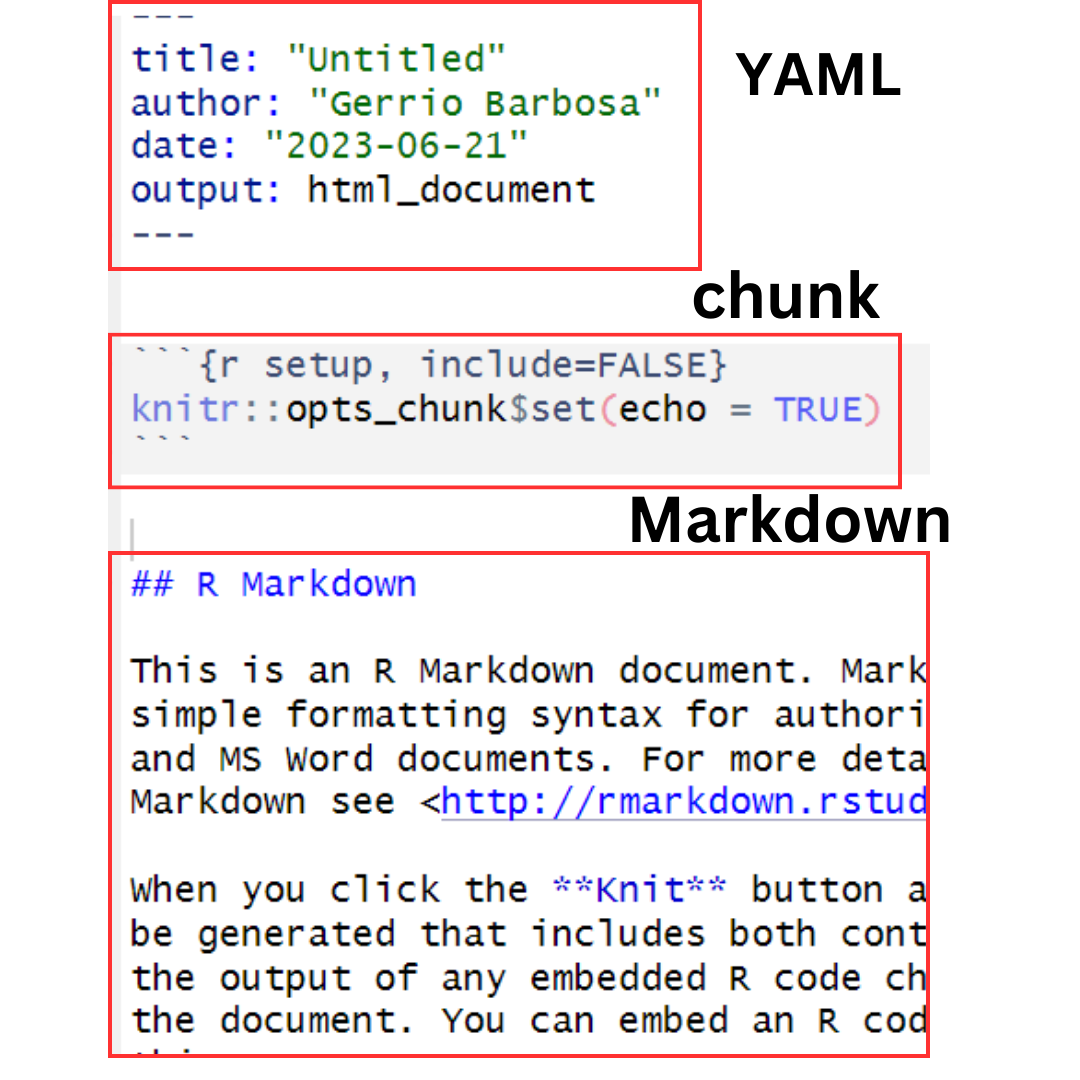 ---
title: "Untitled"
YAML
author: "Gerrio Barbosa"
date: "2023-06-21"
output: html_document
---
chunk
```{r setup, include=FALSE}
knitr::opts_chunk$set(echo = TRUE)
```
Markdown
## R Markdown
This is an R Markdown document. Mark
simple formatting syntax for authori
and MS Word documents. For more deta
Markdown see <http://rmarkdown.rstud
When you click the **Knit** button a
be generated that includes both cont
the output of any embedded R code ch
the document. You can embed an R cod